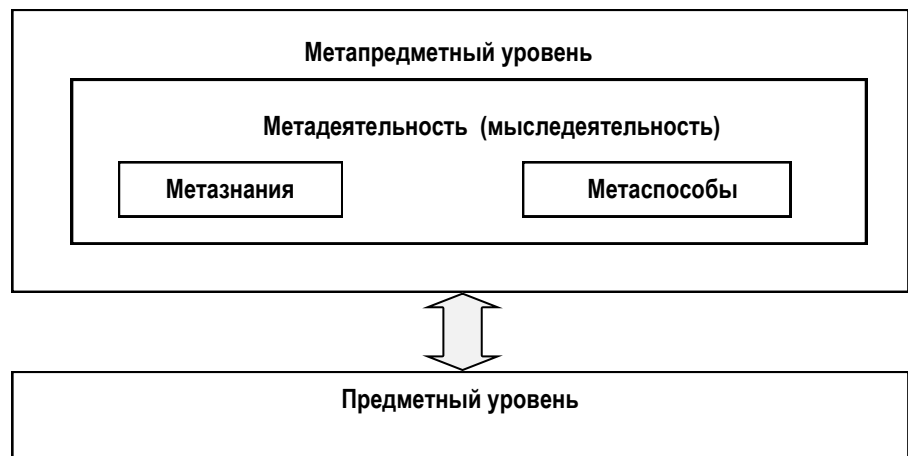 Метапредметный уровень
Метадеятельность (мыследеятельность)
Метазнания
Метаспособы
Предметный уровень